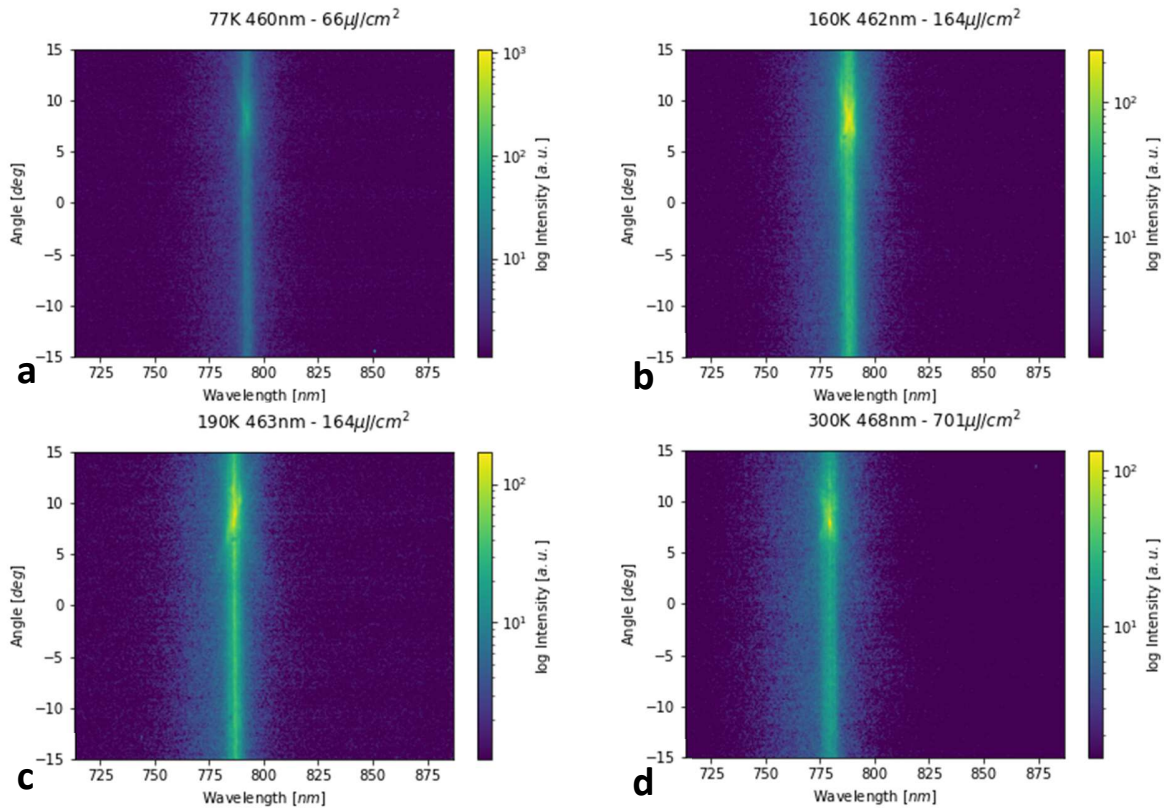 77K 460nm - 66μJ/cm²
15
10
5
0
−5
−10
−15
Angle [deg]
725 750 775 800 825 850 875
Wavelength [nm]
10³
10²
10¹
log Intensity [a. u.]
a
160K 462nm - 164μJ/cm²
15
10
5
0
−5
−10
−15
Angle [deg]
725 750 775 800 825 850 875
Wavelength [nm]
10²
10¹
log Intensity [a. u.]
b
190K 463nm - 164μJ/cm²
15
10
5
0
−5
−10
−15
Angle [deg]
725 750 775 800 825 850 875
Wavelength [nm]
10²
10¹
log Intensity [a. u.]
c
300K 468nm - 701μJ/cm²
15
10
5
0
−5
−10
−15
Angle [deg]
725 750 775 800 825 850 875
Wavelength [nm]
10²
10¹
log Intensity [a. u.]
d